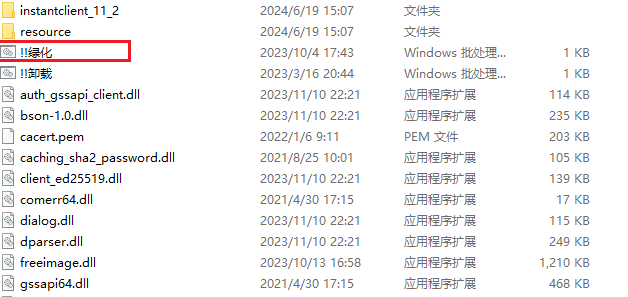 instantclient_11_2 2024/6/19 15:07 文件夹
resource 2024/6/19 15:07 文件夹
!!绿化 2023/10/4 17:43 Windows 批处理... 1 KB
!!卸载 2023/3/16 20:44 Windows 批处理... 1 KB
auth_gssapi_client.dll 2023/11/10 22:21 应用程序扩展 114 KB
bson-1.0.dll 2023/11/10 22:21 应用程序扩展 235 KB
cacert.pem 2022/1/6 9:11 PEM 文件 203 KB
caching_sha2_password.dll 2021/8/25 10:01 应用程序扩展 105 KB
client_ed25519.dll 2023/11/10 22:21 应用程序扩展 139 KB
comerr64.dll 2021/4/30 17:15 应用程序扩展 17 KB
dialog.dll 2023/11/10 22:21 应用程序扩展 115 KB
dparser.dll 2023/11/10 22:21 应用程序扩展 249 KB
freeimage.dll 2023/10/13 16:58 应用程序扩展 1,210 KB
gssapi64.dll 2021/4/30 17:15 应用程序扩展 468 KB